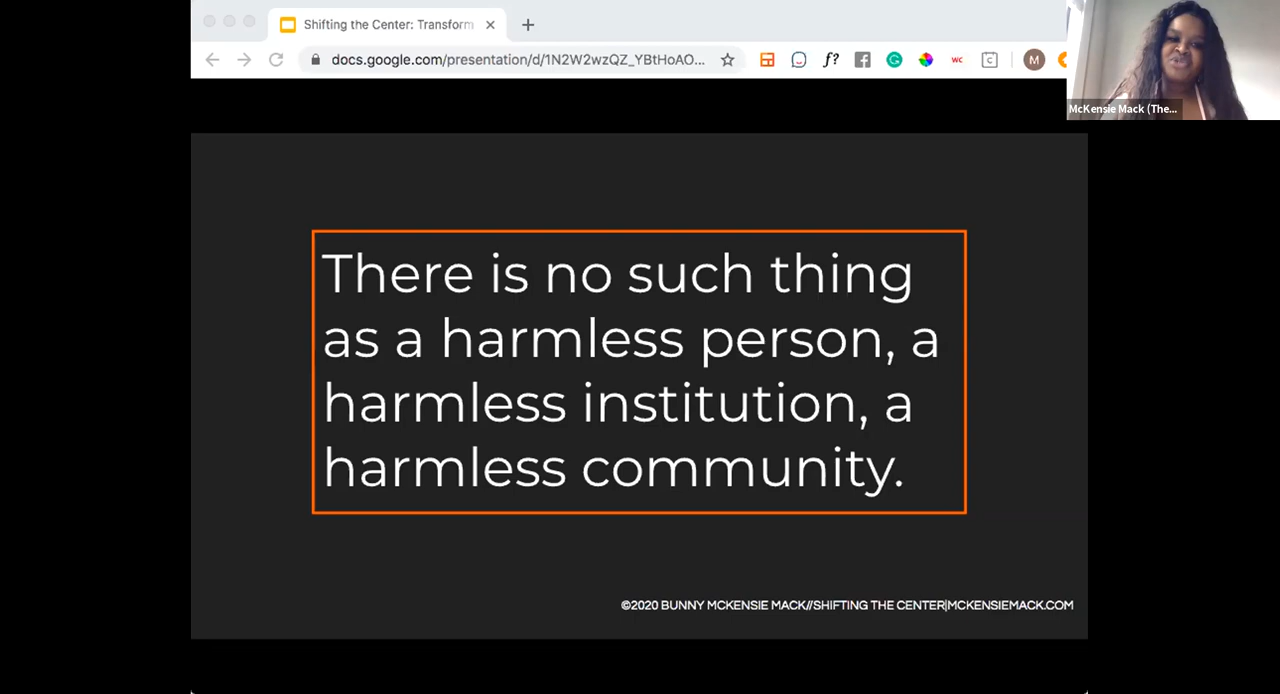 Shifting the Center: Transform
docs.google.com/presentation/d/1N2W2wzQZ_YBtHoAO...
f?
wc
C
M
McKensie Mack (The...
There is no such thing
as a harmless person, a
harmless institution, a
harmless community.
©2020 BUNNY MCKENSIE MACK//SHIFTING THE CENTER|MCKENSIEMACK.COM